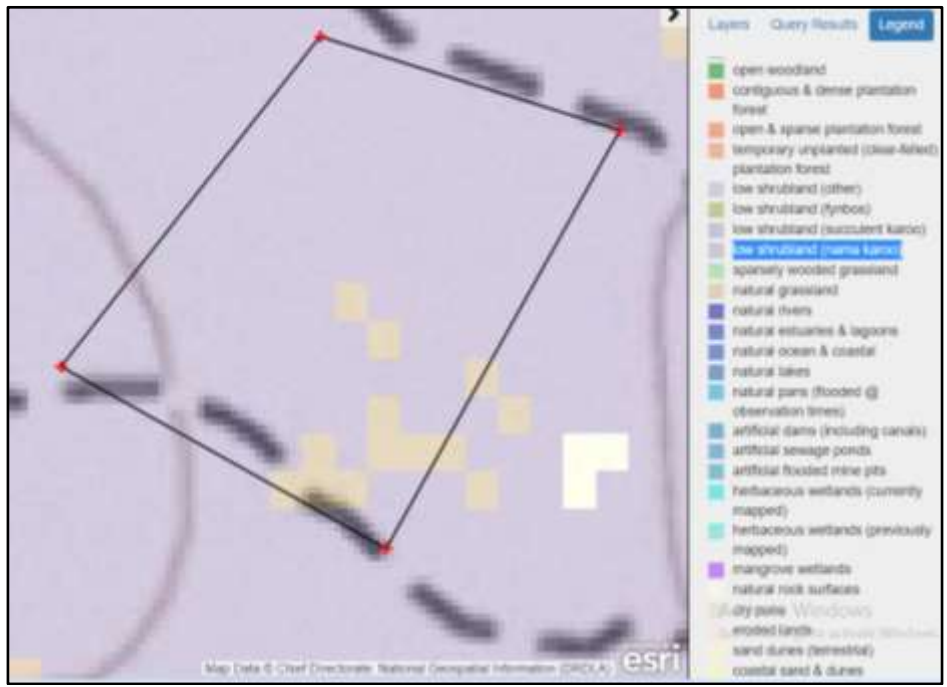 Layers Query Results Legend
open woodland
contiguous & dense plantation
forest
open & sparse plantation forest
temporary unplanted (clear-felled)
plantation forest
low shrubland (other)
low shrubland (fynbos)
low shrubland (succulent karoo)
low shrubland (nama karoo)
sparsely wooded grassland
natural grassland
natural rivers
natural estuaries & lagoons
natural ocean & coastal
natural lakes
natural pans (flooded @
observation times)
artificial dams (including canals)
artificial sewage ponds
artificial flooded mine pits
herbaceous wetlands (currently
mapped)
herbaceous wetlands (previously
mapped)
mangrove wetlands
natural rock surfaces
dry pans Windows
eroded lands
sand dunes (terrestrial)
coastal sand & dunes
Map Data © Chief Directorate: National Geospatial Information (DRDLR)
esri